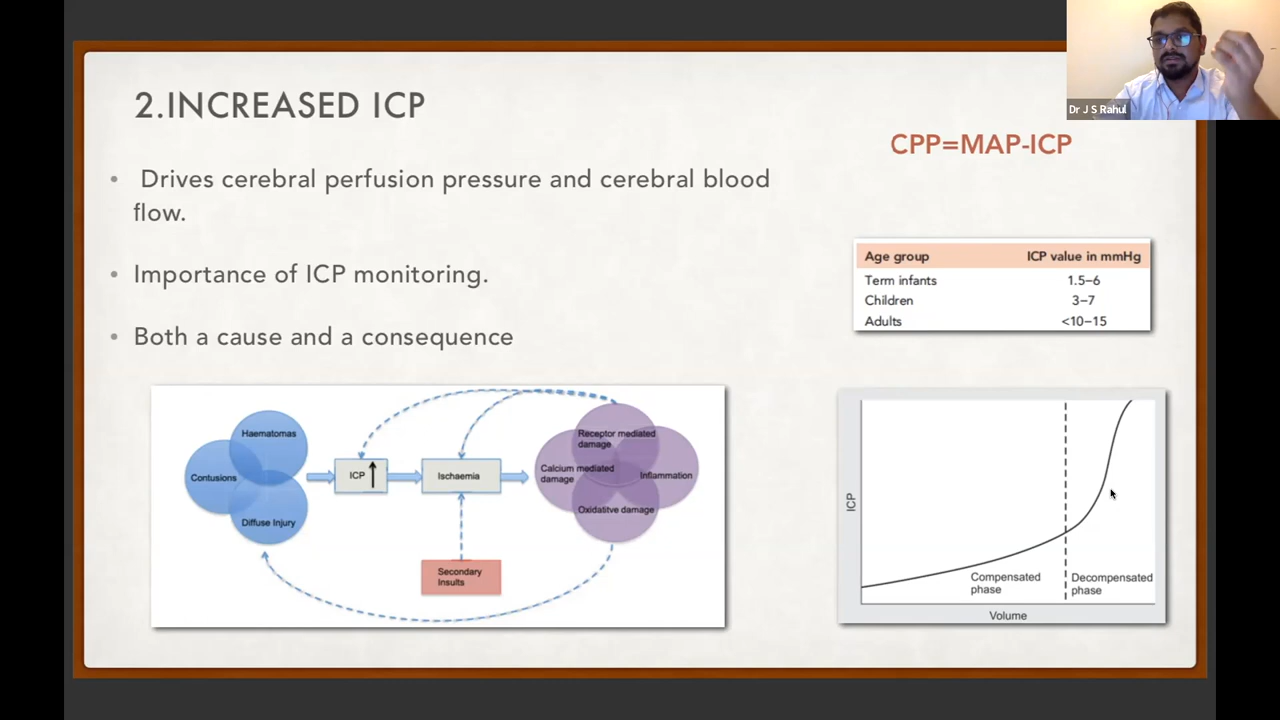 Dr J S Rahul
2.INCREASED ICP
CPP=MAP-ICP
• Drives cerebral perfusion pressure and cerebral blood
flow.
• Importance of ICP monitoring.
• Both a cause and a consequence
Age group ICP value in mmHg
Term infants 1.5–6
Children 3–7
Adults <10–15
Haematomas
Contusions
Diffuse Injury
ICP
Ischaemia
Secondary
Insults
Receptor mediated
damage
Calcium mediated
damage
Inflammation
Oxidatitve damage
ICP
Compensated
phase
Decompensated
phase
Volume